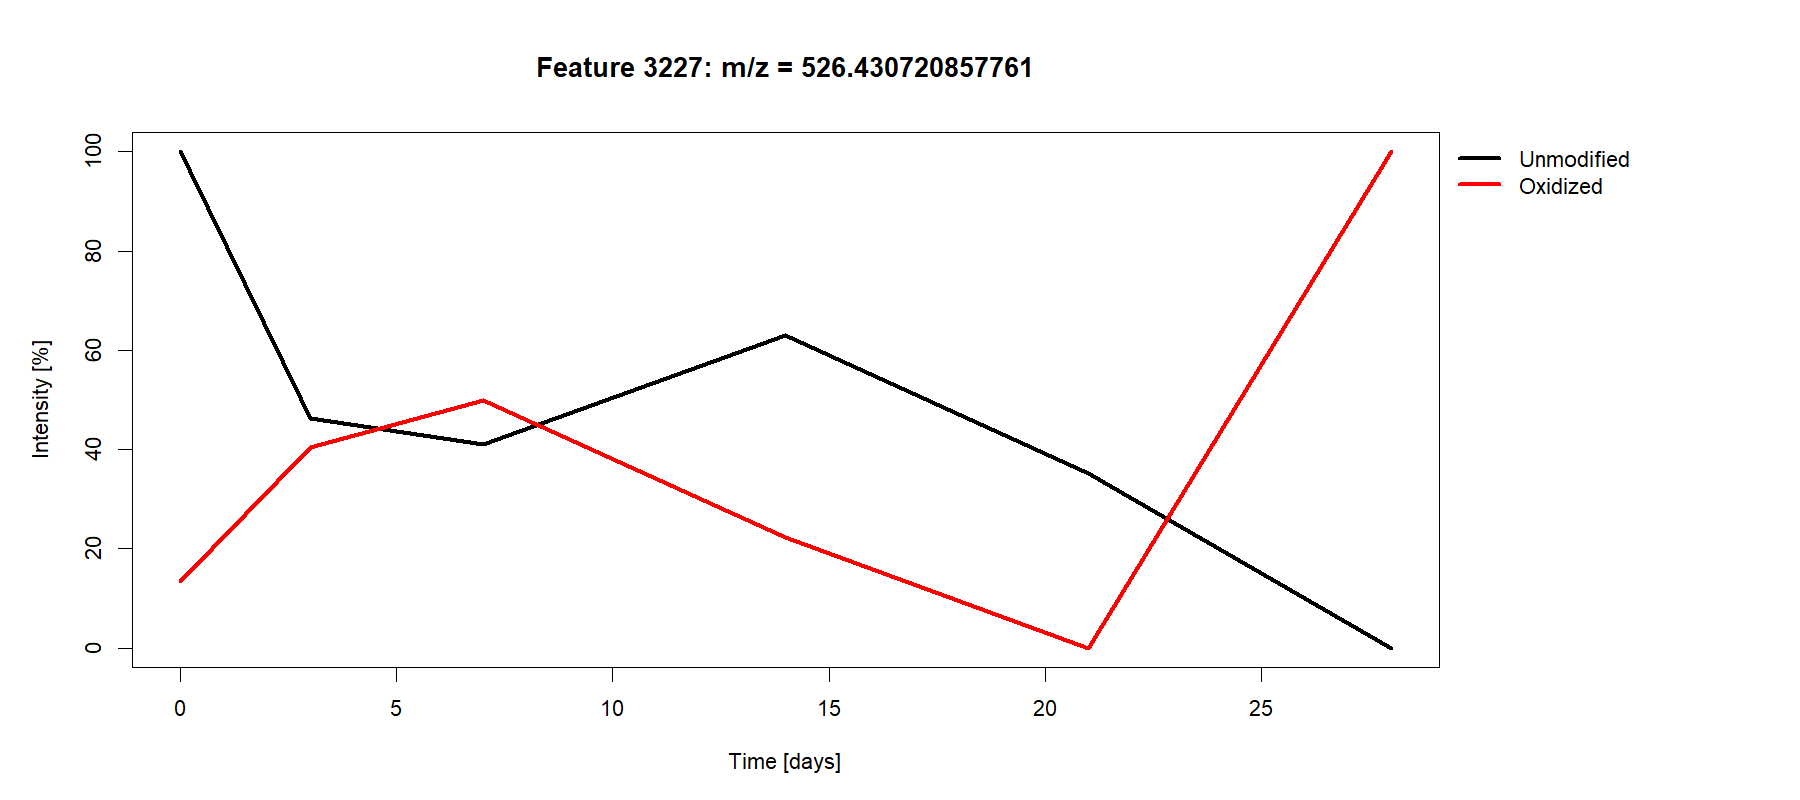 Feature 3227: m/z = 526.430720857761
Unmodified
Oxidized
Intensity [%]
100
80
60
40
20
0
0 5 10 15 20 25
Time [days]